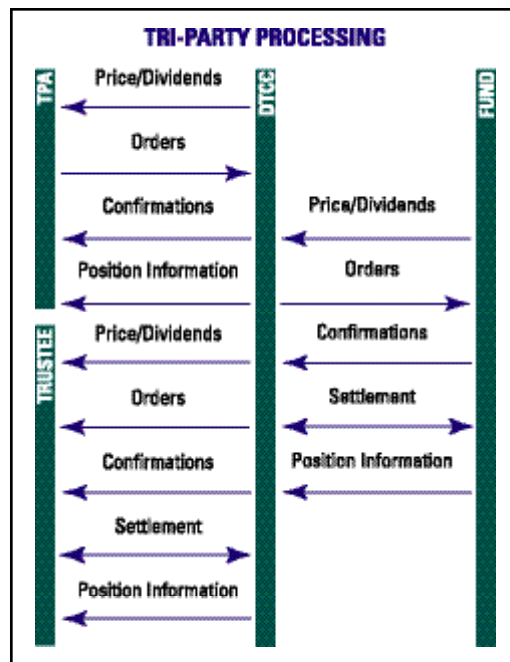 TRI-PARTY PROCESSING
TPA
DTCC
FUND
Price/Dividends
Orders
Confirmations
Price/Dividends
Position Information
Orders
TRUSTEE
Price/Dividends
Confirmations
Orders
Settlement
Confirmations
Position Information
Settlement
Position Information